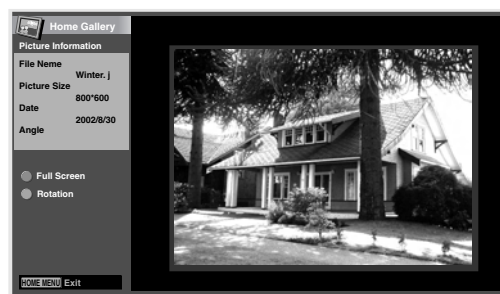 Home Gallery
Picture Information
File Neme
Winter. j
Picture Size
800*600
Date
2002/8/30
Angle
Full Screen
Rotation
HOME MENU Exit